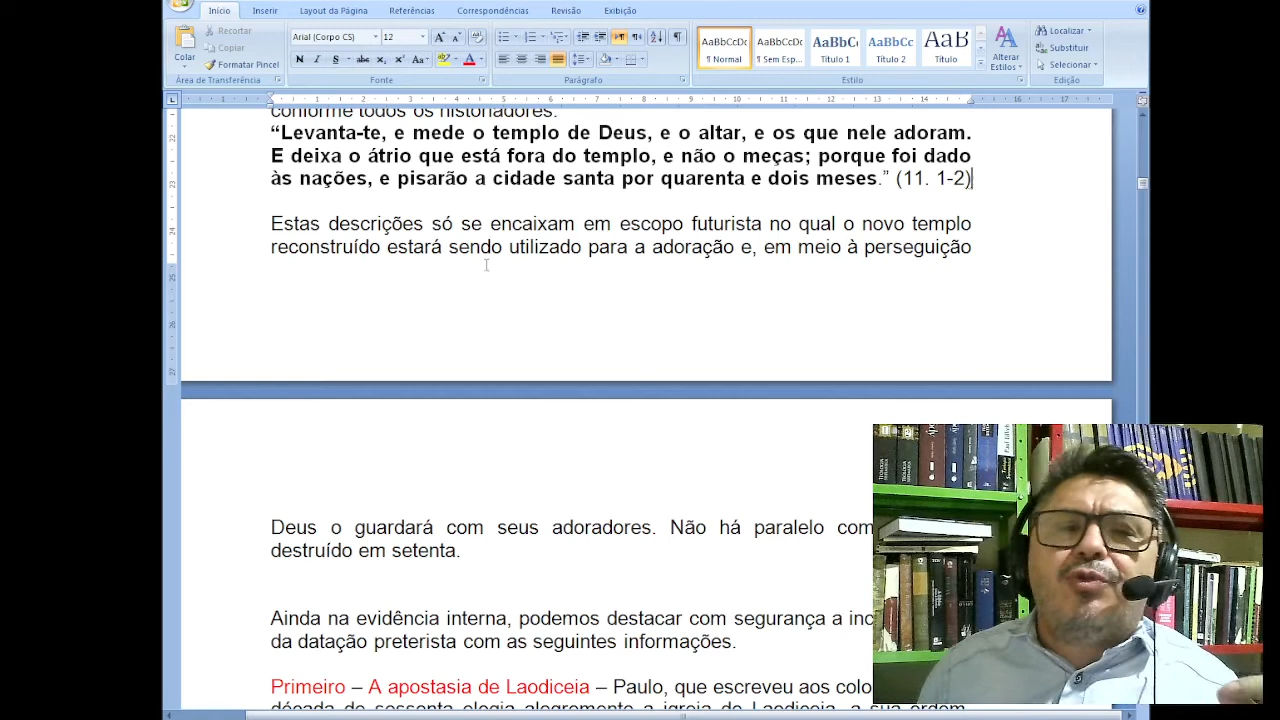 Início Inserir Layout da Página Referências Correspondências Revisão Exibição
Colar
Recortar
Copiar
Formatar Pincel
Área de Transferência
Arial (Corpo CS) 12
Fonte
Parágrafo
AaBbCcDc AaBbCcDc AaBbC AaBbCc AaB
¶ Normal ¶ Sem Esp... Título 1 Título 2 Título
Alterar
Estilos
Estilo
Localizar
Substituir
Selecionar
Edição
conforme todos os historiadores.
“Levanta-te, e mede o templo de Deus, e o altar, e os que nele adoram.
E deixa o átrio que está fora do templo, e não o meças; porque foi dado
às nações, e pisarão a cidade santa por quarenta e dois meses.” (11. 1-2)
Estas descrições só se encaixam em escopo futurista no qual o novo templo
reconstruído estará sendo utilizado para a adoração e, em meio à perseguição
Deus o guardará com seus adoradores. Não há paralelo com
destruído em setenta.
Ainda na evidência interna, podemos destacar com segurança a inc
da datação preterista com as seguintes informações.
Primeiro – A apostasia de Laodiceia – Paulo, que escreveu aos colo